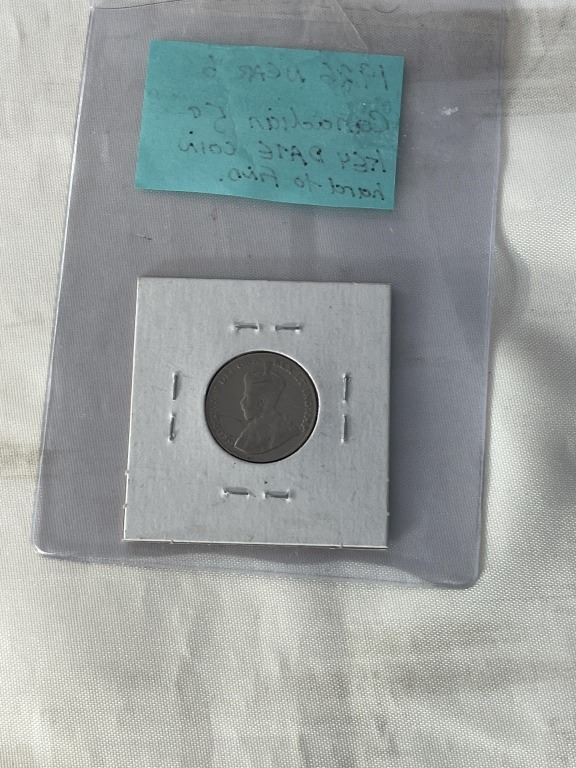 1926 NEAR 6
Canadian 5¢
KEY DATE COIN
hard to FIND.